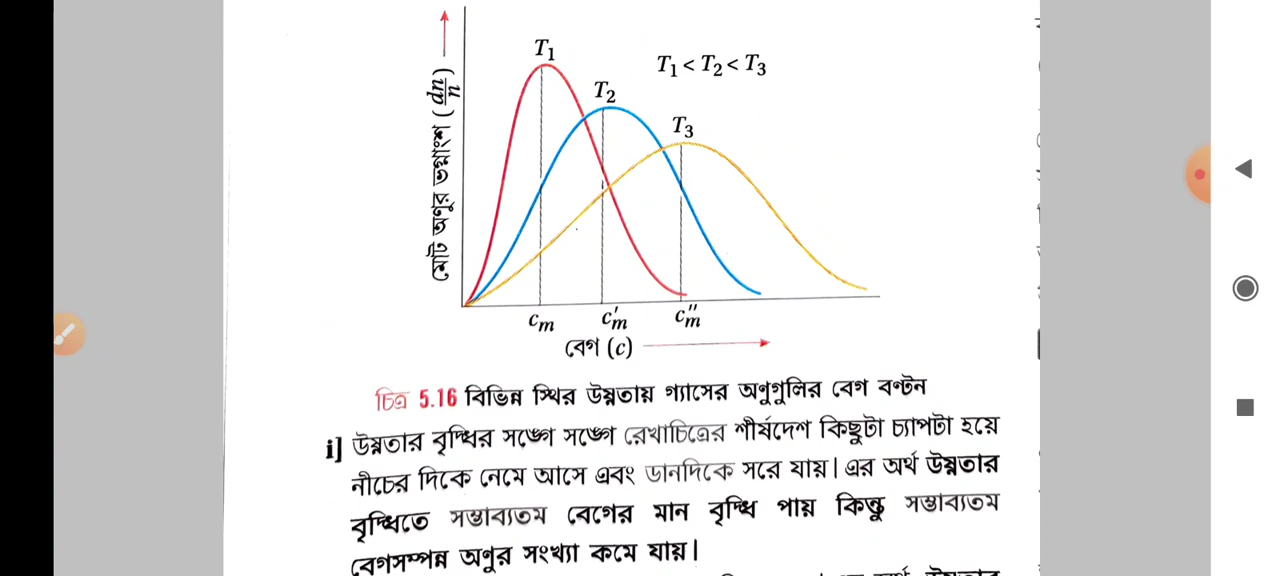 T₁
T₁ < T₂ < T₃
T₂
T₃
মোট অণুর ভগ্নাংশ (dn/n)
cₘ c′ₘ c″ₘ
বেগ (c)
চিত্র 5.16 বিভিন্ন স্থির উষ্ণতায় গ্যাসের অণুগুলির বেগ বণ্টন
i] উষ্ণতার বৃদ্ধির সঙ্গে সঙ্গে রেখাচিত্রের শীর্ষদেশ কিছুটা চ্যাপটা হয়ে
নীচের দিকে নেমে আসে এবং ডানদিকে সরে যায়। এর অর্থ উষ্ণতার
বৃদ্ধিতে সম্ভাব্যতম বেগের মান বৃদ্ধি পায় কিন্তু সম্ভাব্যতম
বেগসম্পন্ন অণুর সংখ্যা কমে যায়।